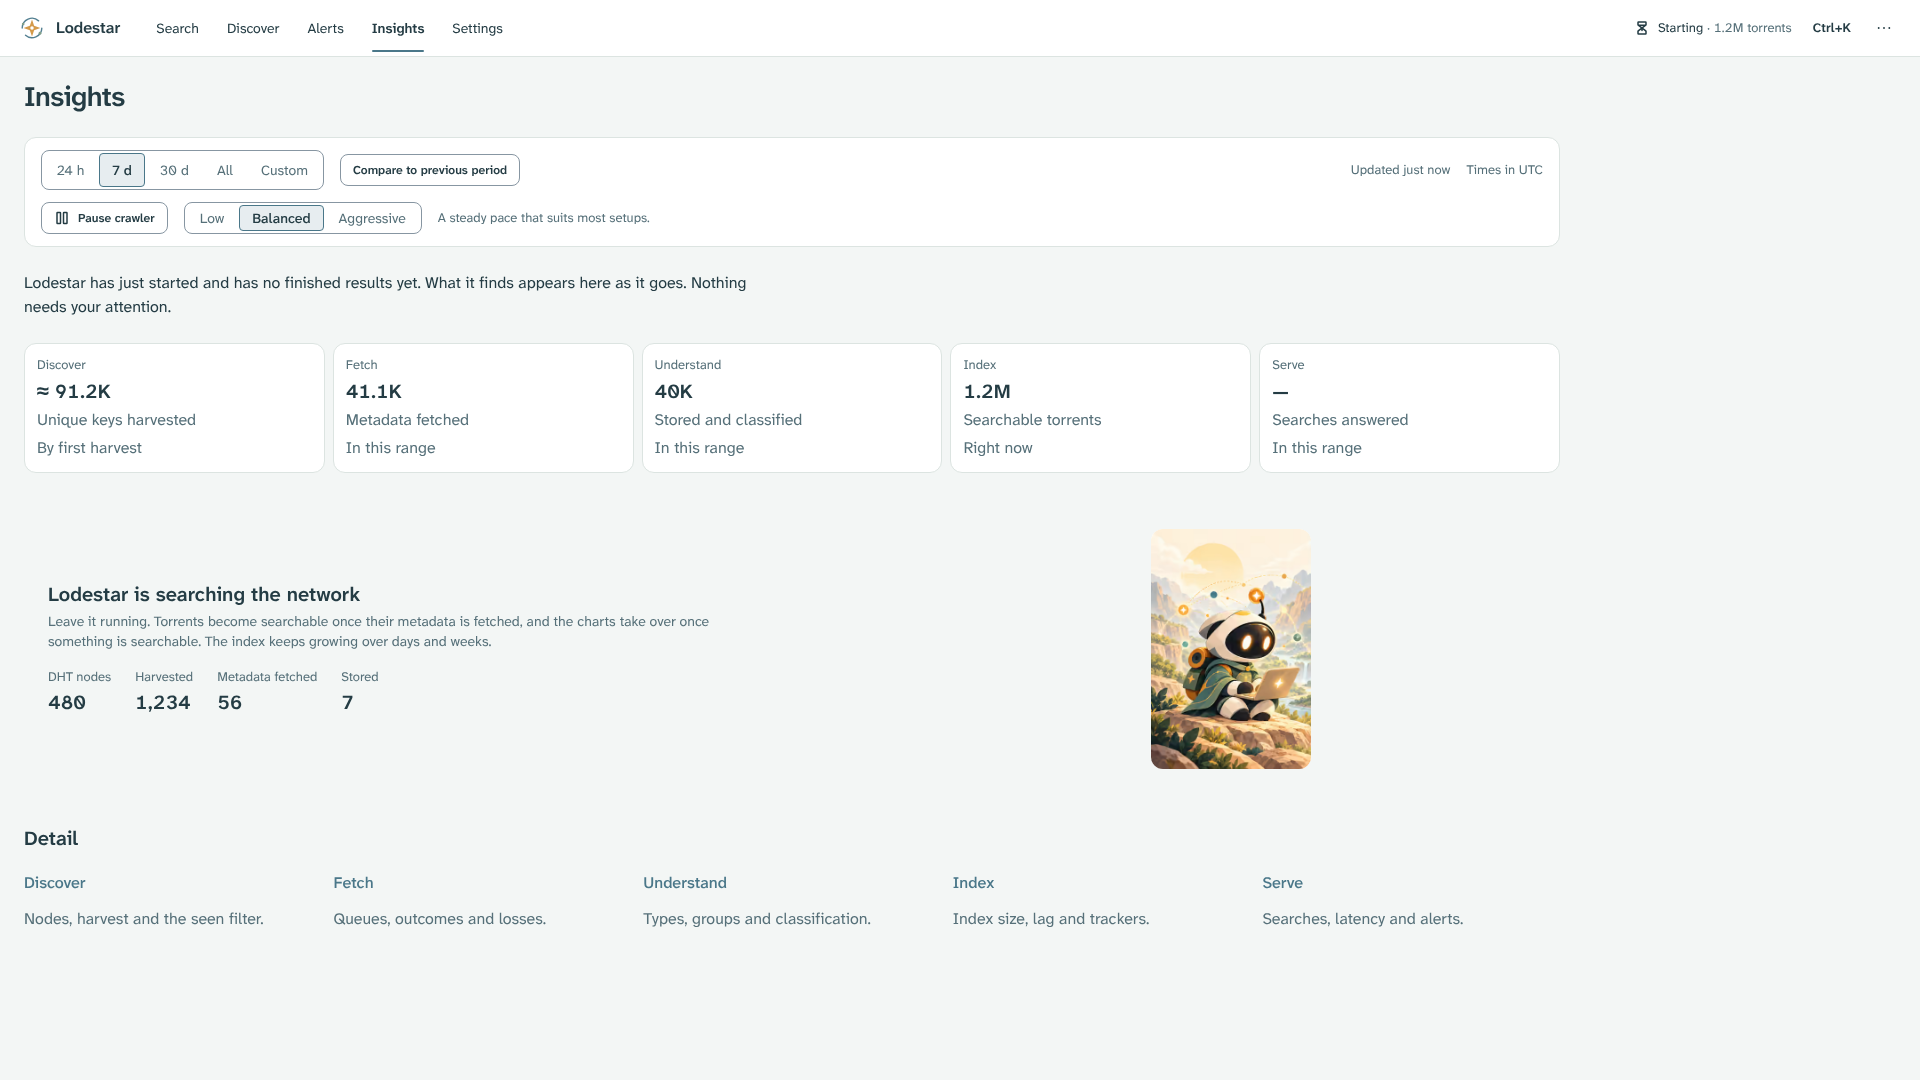 Lodestar
Search
Discover
Alerts
Insights
Settings
Starting · 1.2M torrents
Ctrl+K
···
Insights
24 h
7 d
30 d
All
Custom
Compare to previous period
Updated just now
Times in UTC
Pause crawler
Low
Balanced
Aggressive
A steady pace that suits most setups.
Lodestar has just started and has no finished results yet. What it finds appears here as it goes. Nothing
needs your attention.
Discover
≈ 91.2K
Unique keys harvested
By first harvest
Fetch
41.1K
Metadata fetched
In this range
Understand
40K
Stored and classified
In this range
Index
1.2M
Searchable torrents
Right now
Serve
—
Searches answered
In this range
Lodestar is searching the network
Leave it running. Torrents become searchable once their metadata is fetched, and the charts take over once
something is searchable. The index keeps growing over days and weeks.
DHT nodes
480
Harvested
1,234
Metadata fetched
56
Stored
7
Detail
Discover
Nodes, harvest and the seen filter.
Fetch
Queues, outcomes and losses.
Understand
Types, groups and classification.
Index
Index size, lag and trackers.
Serve
Searches, latency and alerts.